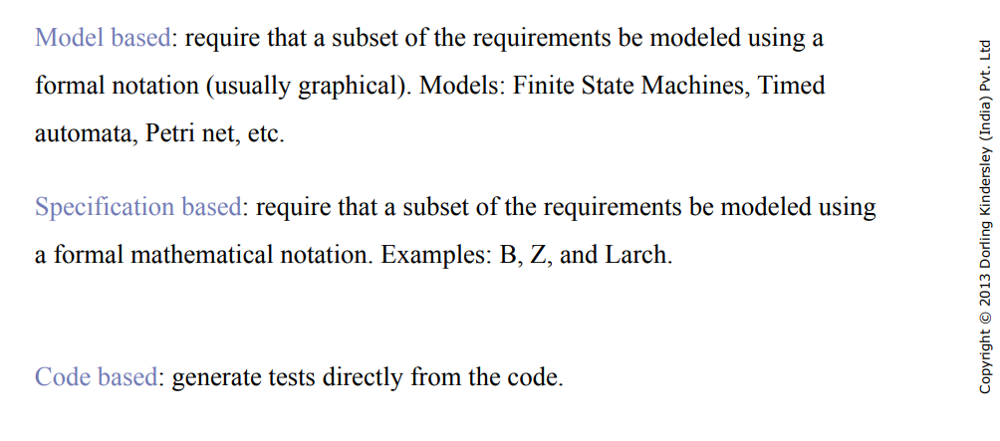 Model based: require that a subset of the requirements be modeled using a
formal notation (usually graphical). Models: Finite State Machines, Timed
automata, Petri net, etc.
Specification based: require that a subset of the requirements be modeled using
a formal mathematical notation. Examples: B, Z, and Larch.
Code based: generate tests directly from the code.
Copyright © 2013 Dorling Kindersley (India) Pvt. Ltd